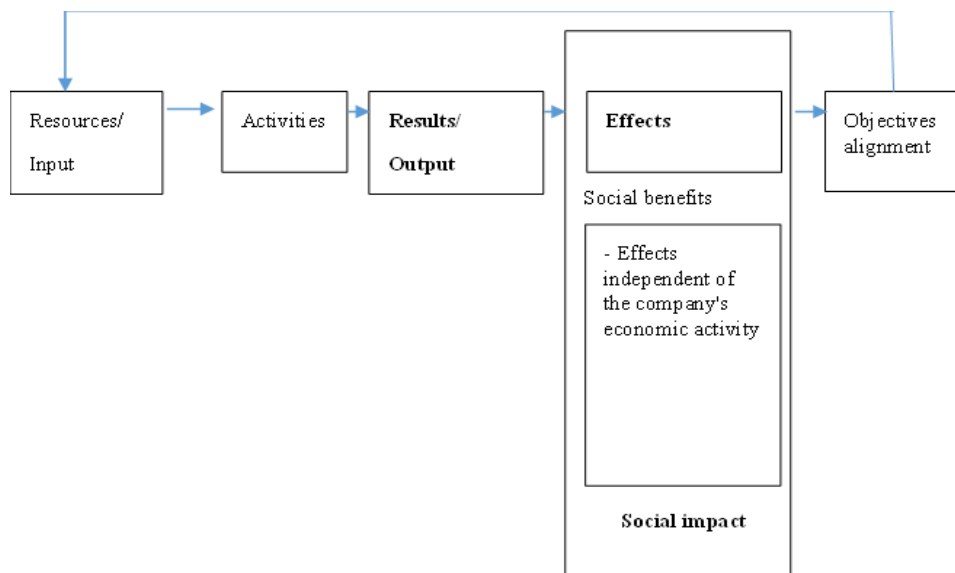 Resources/
Input
Activities
Results/
Output
Effects
Social benefits
- Effects
independent of
the company's
economic activity
Social impact
Objectives
alignment